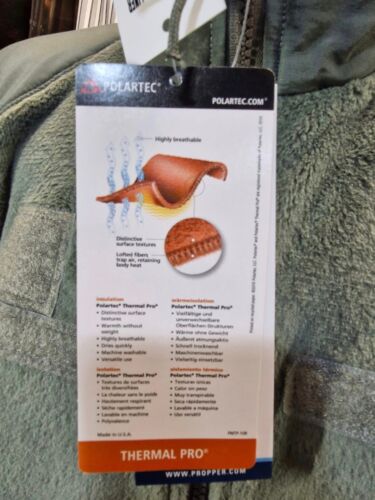 POLARTEC®
POLARTEC.COM™
Highly breathable
Distinctive
surface textures
Lofted fibers
trap air, retaining
body heat
insulation
Polartec® Thermal Pro®
• Distinctive surface
textures
• Warmth without
weight
• Highly breathable
• Dries quickly
• Machine washable
• Versatile use
wärmeisolation
Polartec® Thermal Pro®
• Vielfältige und
unverwechselbare
Oberflächen Strukturen
• Wärme ohne Gewicht
• Äußerst atmungsaktiv
• Schnell trocknend
• Maschinenwaschbar
• Vielseitig einsetzbar
isolation
Polartec® Thermal Pro®
• Textures de surfaces
très diversifiées
• La chaleur sans le poids
• Hautement respirant
• Sèche rapidement
• Lavable en machine
• Polyvalence
aislamiento térmico
Polartec® Thermal Pro®
• Texturas únicas
• Calor sin peso
• Muy transpirable
• Seca rápidamente
• Lavable a máquina
• Uso versátil
Made in U.S.A.
PMTP-10B
THERMAL PRO®
WWW.PROPPER.COM